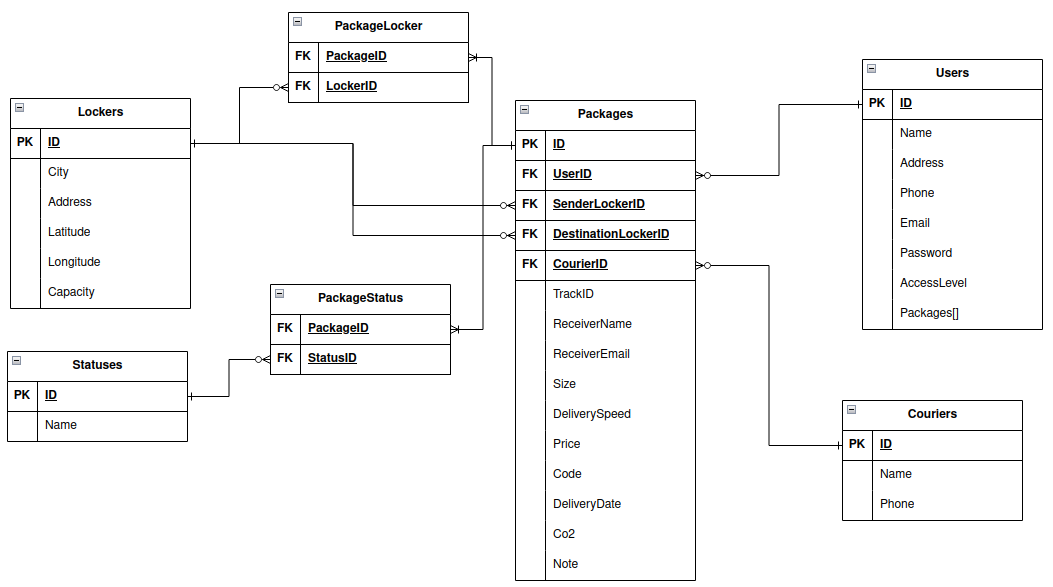 PackageLocker
FK PackageID
FK LockerID
Lockers
PK ID
City
Address
Latitude
Longitude
Capacity
PackageStatus
FK PackageID
FK StatusID
Statuses
PK ID
Name
Packages
PK ID
FK UserID
FK SenderLockerID
FK DestinationLockerID
FK CourierID
TrackID
ReceiverName
ReceiverEmail
Size
DeliverySpeed
Price
Code
DeliveryDate
Co2
Note
Users
PK ID
Name
Address
Phone
Email
Password
AccessLevel
Packages[]
Couriers
PK ID
Name
Phone